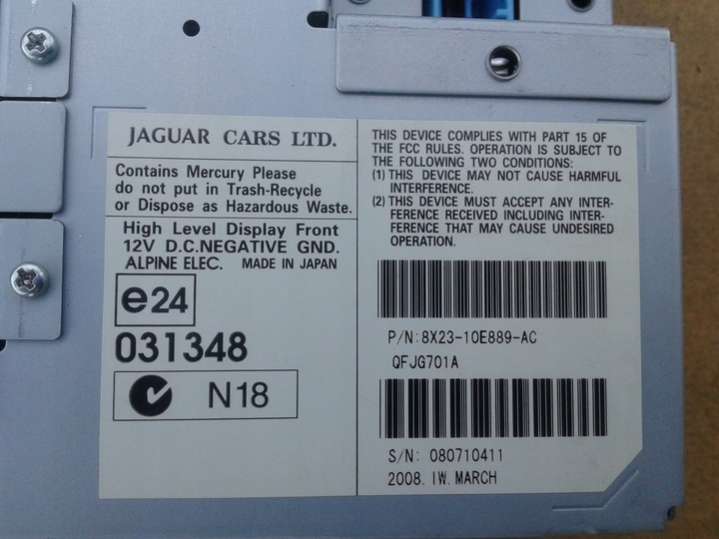 JAGUAR CARS LTD.
Contains Mercury Please
do not put in Trash-Recycle
or Dispose as Hazardous Waste.
High Level Display Front
12V D.C.NEGATIVE GND.
ALPINE ELEC. MADE IN JAPAN
e24
031348
N18
THIS DEVICE COMPLIES WITH PART 15 OF
THE FCC RULES. OPERATION IS SUBJECT TO
THE FOLLOWING TWO CONDITIONS:
(1) THIS DEVICE MAY NOT CAUSE HARMFUL
INTERFERENCE.
(2) THIS DEVICE MUST ACCEPT ANY INTER-
FERENCE RECEIVED INCLUDING INTER-
FERENCE THAT MAY CAUSE UNDESIRED
OPERATION.
P/N:8X23-10E889-AC
QFJG701A
S/N: 080710411
2008. IW. MARCH